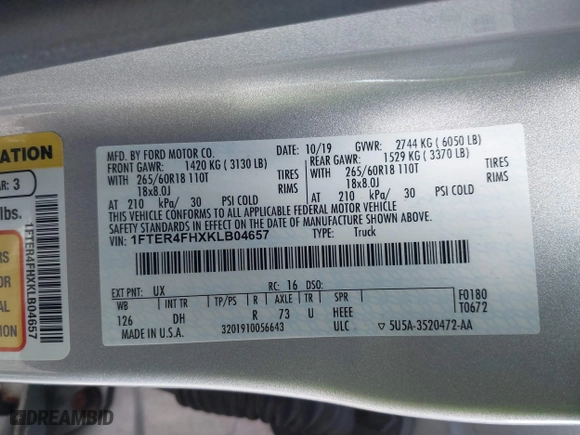 MFD. BY FORD MOTOR CO.
DATE: 10/19 GVWR: 2744 KG ( 6050 LB)
FRONT GAWR: 1420 KG ( 3130 LB)
REAR GAWR: 1529 KG ( 3370 LB)
WITH 265/60R18 110T TIRES
WITH 265/60R18 110T TIRES
18x8.0J RIMS
18x8.0J RIMS
AT 210 kPa/ 30 PSI COLD
AT 210 kPa/ 30 PSI COLD
THIS VEHICLE CONFORMS TO ALL APPLICABLE FEDERAL MOTOR VEHICLE
SAFETY STANDARDS IN EFFECT ON THE DATE OF MANUFACTURE SHOWN ABOVE.
VIN: 1FTER4FHXKLB04657
TYPE: Truck
EXT PNT: UX RC: 16 DSO:
WB INT TR TP/PS R AXLE TR SPR
126 DH R 73 U HEEE
F0180
T0672
MADE IN U.S.A. 3201910056643 ULC
5U5A-3520472-AA
ATION
AR: 3
lbs.
RS
OR
AL
ION
1FTER4FHXKLB04657
DREAMBID